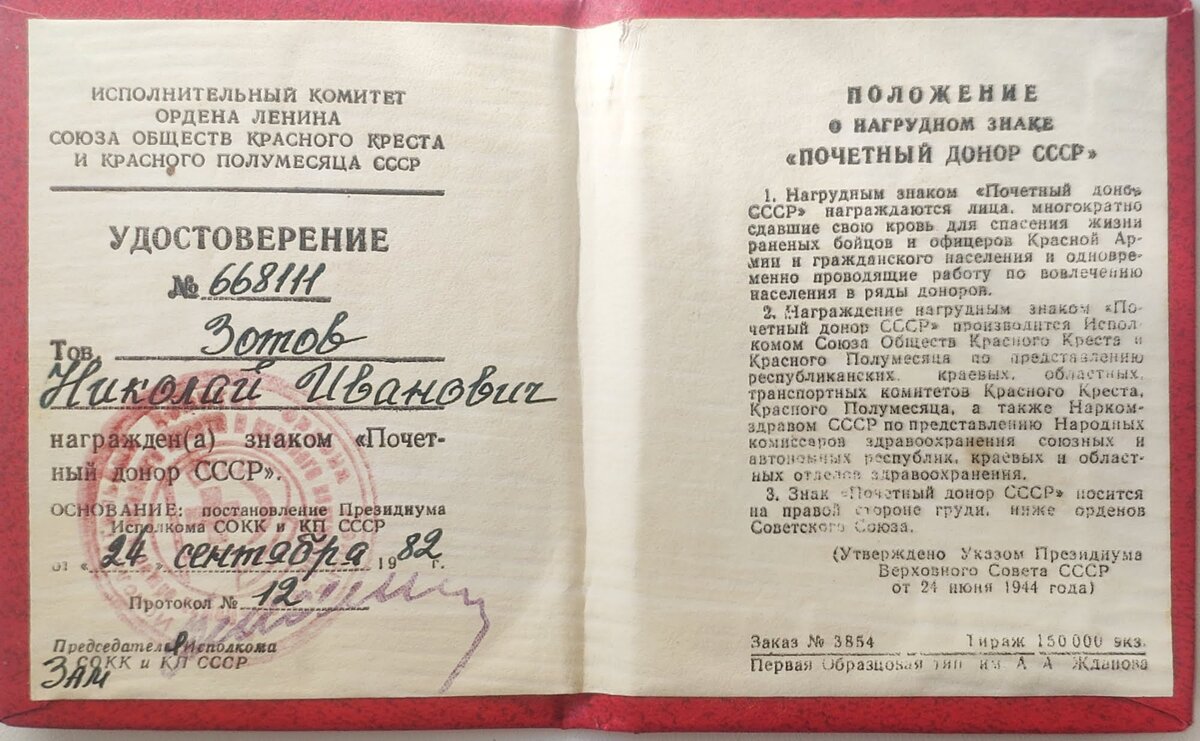 ИСПОЛНИТЕЛЬНЫЙ КОМИТЕТ
ОРДЕНА ЛЕНИНА
СОЮЗА ОБЩЕСТВ КРАСНОГО КРЕСТА
И КРАСНОГО ПОЛУМЕСЯЦА СССР
УДОСТОВЕРЕНИЕ
№ 668111
Тов. Зотов
Николай Иванович
награжден(а) знаком «Почет-
ный донор СССР».
ОСНОВАНИЕ: постановление Президиума
Исполкома СОКК и КП СССР
от «24» сентября 1982 г.
Протокол № 12
Председателя Исполкома
СОКК и КП СССР
ЗАМ
ПОЛОЖЕНИЕ
О НАГРУДНОМ ЗНАКЕ
«ПОЧЕТНЫЙ ДОНОР СССР»
1. Нагрудным знаком «Почетный донор
СССР» награждаются лица, многократно
сдавшие свою кровь для спасения жизни
раненых бойцов и офицеров Красной Ар-
мии и гражданского населения и одновре-
менно проводящие работу по вовлечению
населения в ряды доноров.
2. Награждение нагрудным знаком «По-
четный донор СССР» производится Испол-
комом Союза Обществ Красного Креста и
Красного Полумесяца по представлению
республиканских, краевых, областных,
транспортных комитетов Красного Креста,
Красного Полумесяца, а также Нарком-
здравом СССР по представлению Народных
комиссаров здравоохранения союзных и
автономных республик, краевых и област-
ных отделов здравоохранения.
3. Знак «Почетный донор СССР» носится
на правой стороне груди, ниже орденов
Советского Союза.
(Утверждено Указом Президиума
Верховного Совета СССР
от 24 июня 1944 года)
Заказ № 3854 Тираж 150000 экз.
Первая Образцовая тип им. А А Жданова